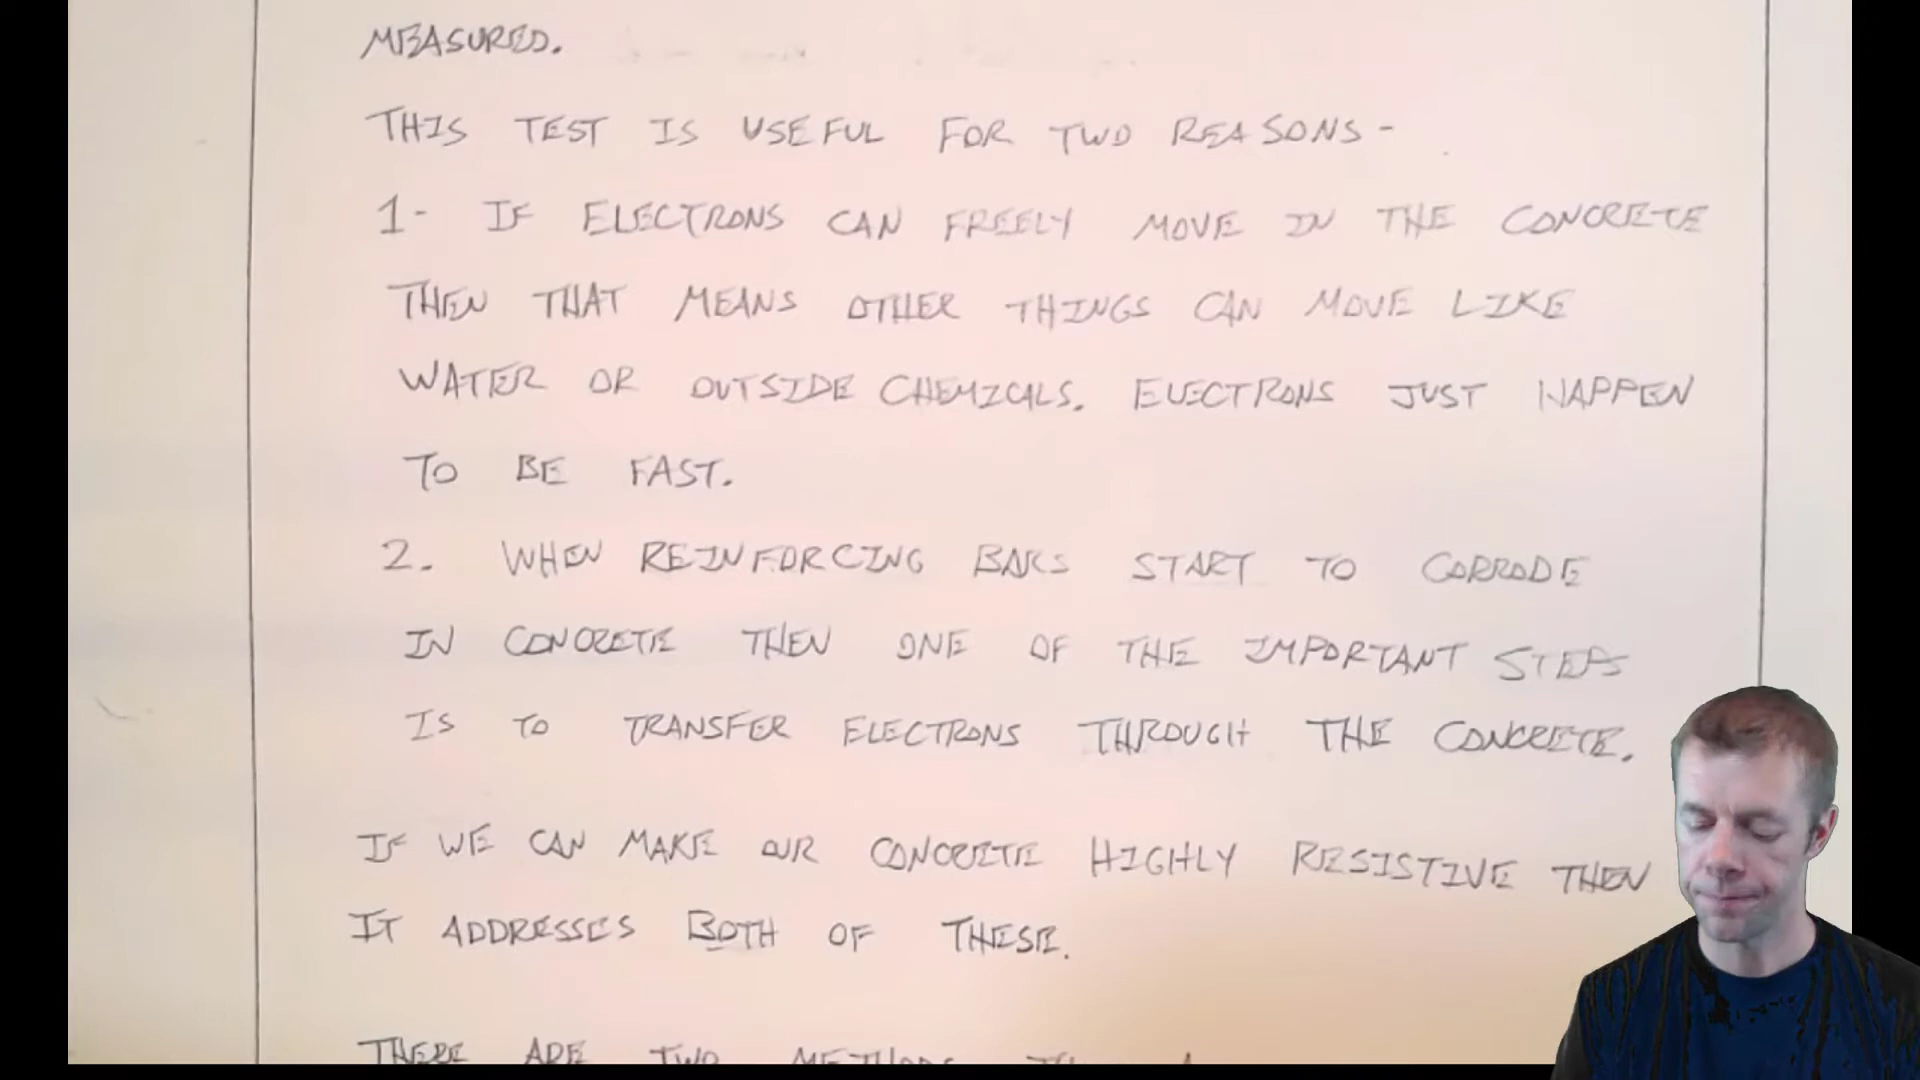 MEASURED.
THIS TEST IS USEFUL FOR TWO REASONS-
1- IF ELECTRONS CAN FREELY MOVE IN THE CONCRETE
THEN THAT MEANS OTHER THINGS CAN MOVE LIKE
WATER OR OUTSIDE CHEMICALS. ELECTRONS JUST HAPPEN
TO BE FAST.
2. WHEN REINFORCING BARS START TO CORRODE
IN CONCRETE THEN ONE OF THE IMPORTANT STEPS
IS TO TRANSFER ELECTRONS THROUGH THE CONCRETE.
IF WE CAN MAKE OUR CONCRETE HIGHLY RESISTIVE THEN
IT ADDRESSES BOTH OF THESE.
THERE ARE TWO METHODS